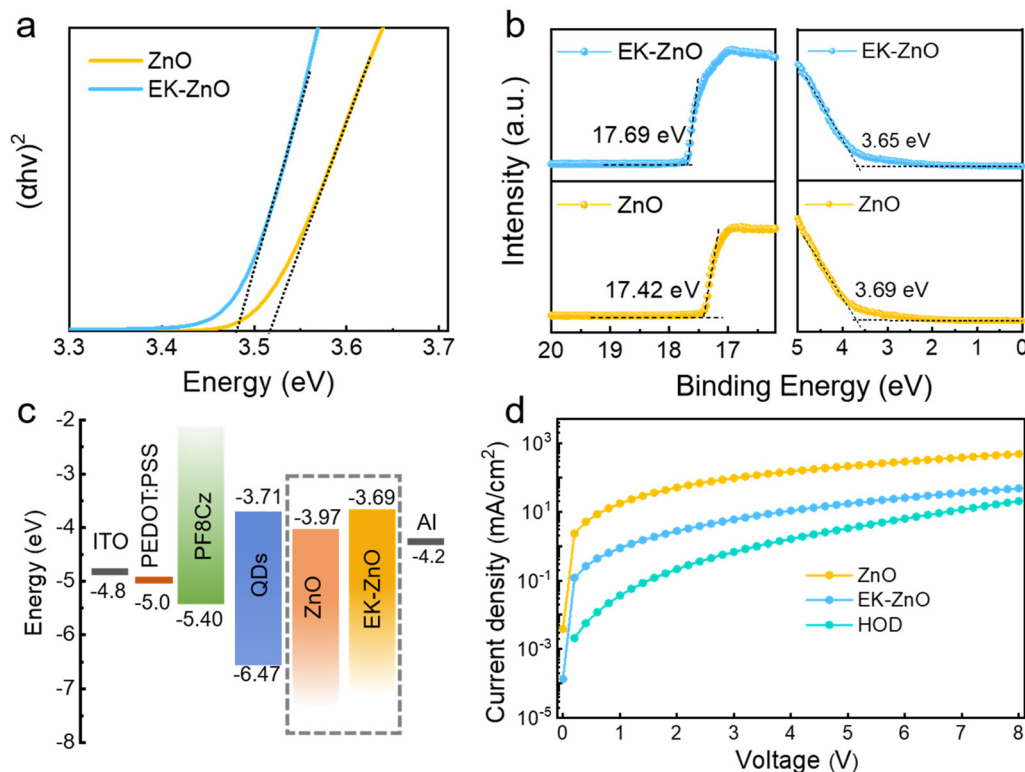 a
ZnO
EK-ZnO
(αhv)²
3.3
3.4
3.5
3.6
3.7
Energy (eV)
b
EK-ZnO
17.69 eV
EK-ZnO
3.65 eV
ZnO
17.42 eV
ZnO
3.69 eV
Intensity (a.u.)
20
19
18
17
5
4
3
2
1
0
Binding Energy (eV)
c
-2
-3
-4
-5
-6
-7
-8
Energy (eV)
ITO
-4.8
PEDOT:PSS
-5.0
PF8Cz
-5.40
-3.71
QDs
-6.47
-3.97
ZnO
-3.69
EK-ZnO
Al
-4.2
d
10³
10¹
10⁻¹
10⁻³
10⁻⁵
Current density (mA/cm²)
ZnO
EK-ZnO
HOD
0
1
2
3
4
5
6
7
8
Voltage (V)